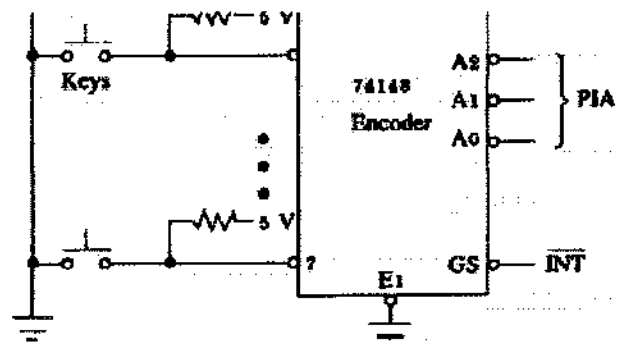 5 V
A2
Keys
74148
A1
PIA
Encoder
A0
5 V
7
GS
INT
E1